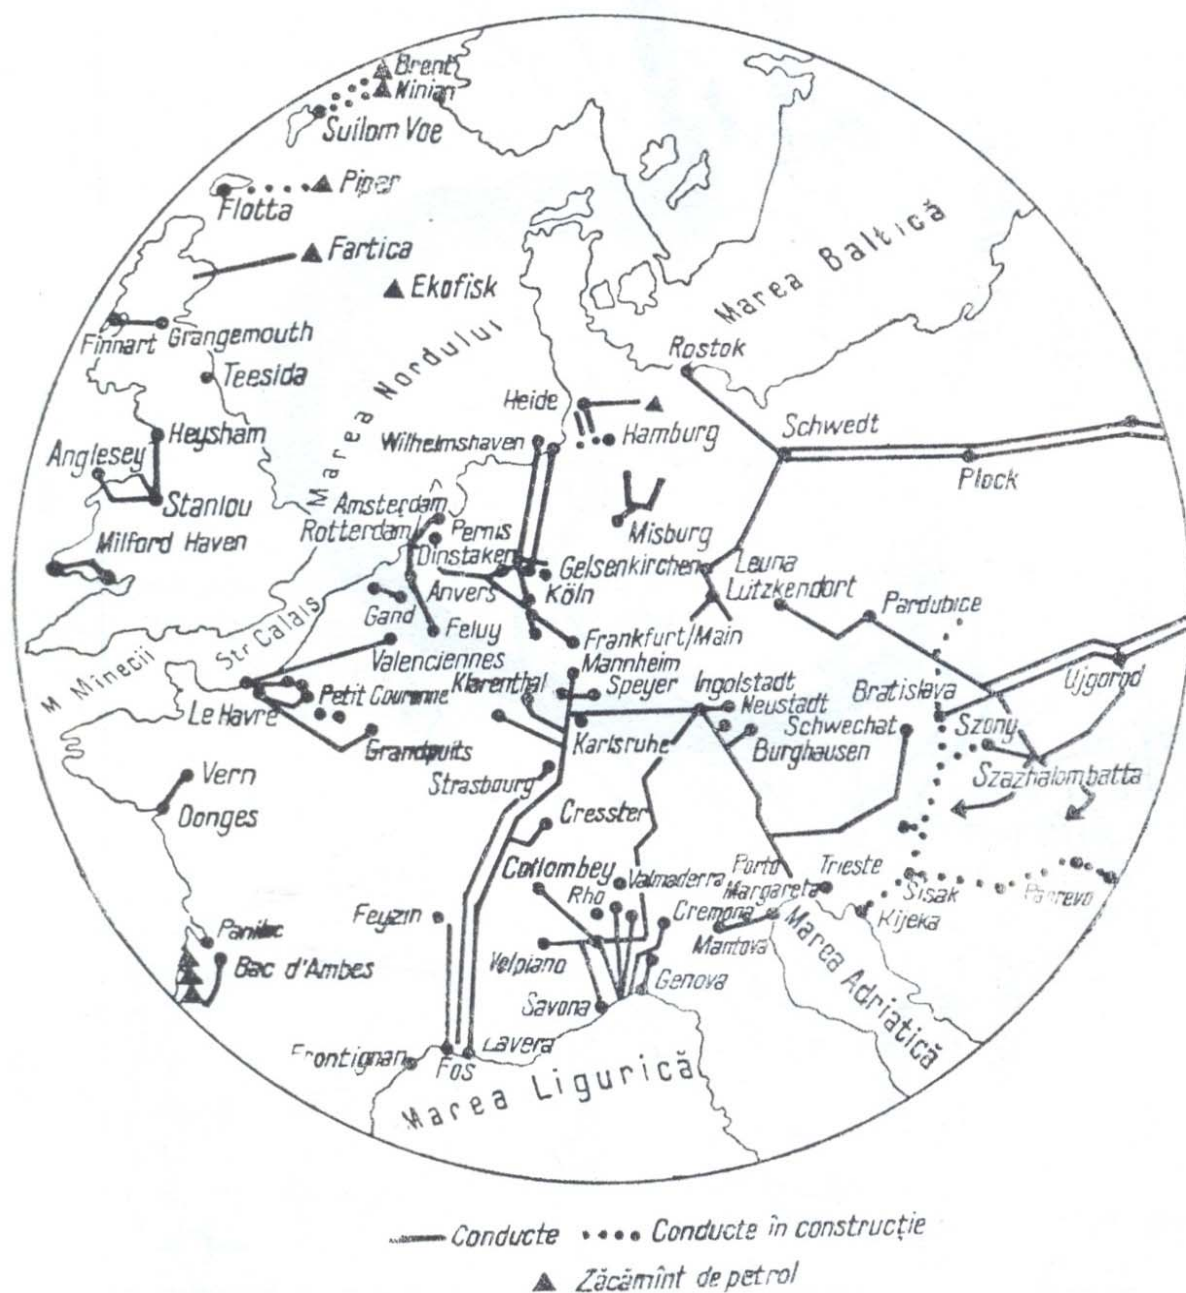 Brent
Ninian
Suilom Voe
Piper
Flotta
Fartica
Ekofisk
Finnart
Grangemouth
Teesida
Marea Nordului
Marea Baltică
Rostok
Heide
Hamburg
Schwedt
Plock
Heysham
Wilhelmshaven
Anglesey
Stanlou
Milford Haven
Amsterdam
Rotterdam
Pernis
Misburg
Dinstaken
Gelsenkirchen
Leuna
Lützkendort
Anvers
Köln
Pardubice
Gand
Feluy
Frankfurt/Main
Str Calais
M Minecii
Valenciennes
Mannheim
Klarenthal
Speyer
Ingolstadt
Bratislava
Ujgorod
Le Havre
Petit Couronne
Neustadt
Szony
Karlsruhe
Schwechat
Burghausen
Grandpuits
Vern
Strasbourg
Szazhalombatta
Donges
Cresster
Collombey
Rho
Valmaderra
Porto
Margareta
Trieste
Sisak
Panrevo
Feyzin
Cremona
Kijeka
Mantova
Bac d'Ambes
Velpiano
Genova
Savona
Marea Adriatică
Lavera
Frontignan
Fos
Marea Ligurică
Conducte
Conducte în construcție
Zăcămînt de petrol